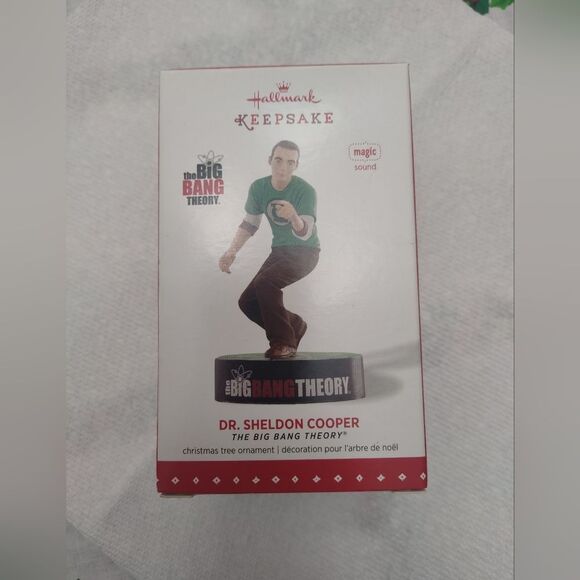 Hallmark
KEEPSAKE
magic
sound
the BIG
BANG
THEORY.
the BIG BANG THEORY.
DR. SHELDON COOPER
THE BIG BANG THEORY®
christmas tree ornament | décoration pour l'arbre de noël